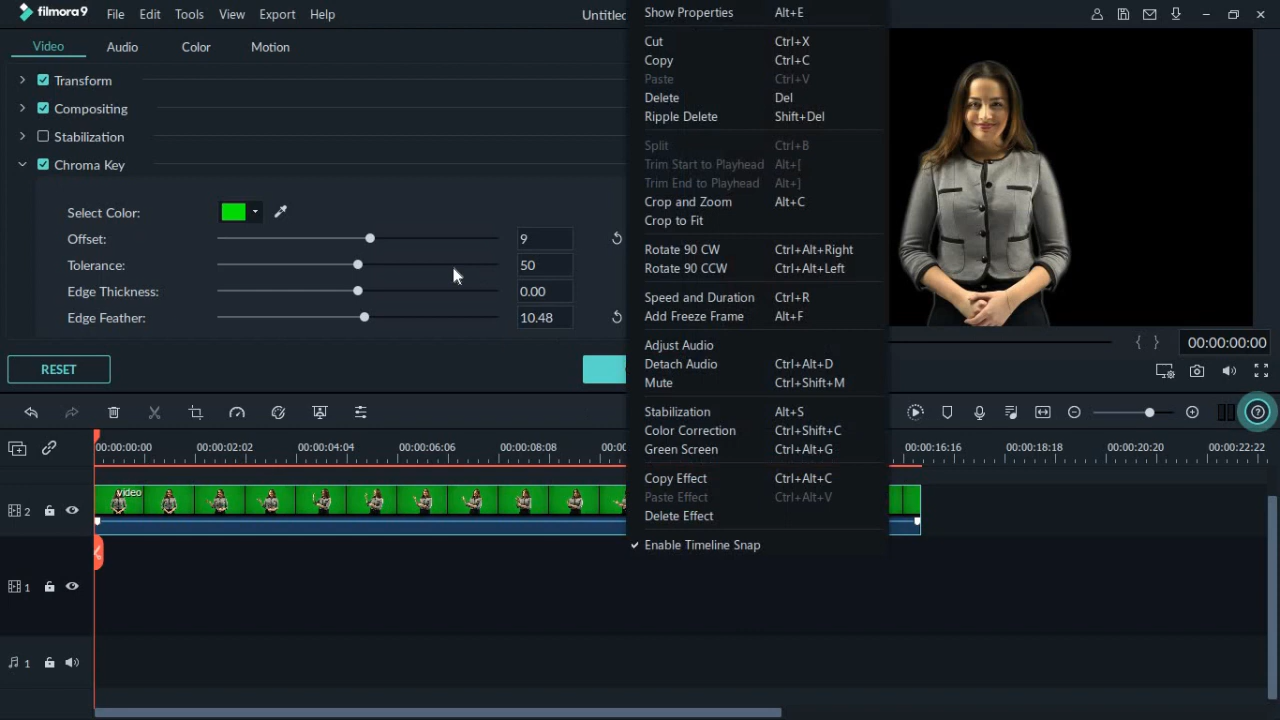 filmora9 File Edit Tools View Export Help Untitled
Video Audio Color Motion
Transform
Compositing
Stabilization
Chroma Key
Select Color:
Offset: 9
Tolerance: 50
Edge Thickness: 0.00
Edge Feather: 10.48
RESET
Show Properties Alt+E
Cut Ctrl+X
Copy Ctrl+C
Paste Ctrl+V
Delete Del
Ripple Delete Shift+Del
Split Ctrl+B
Trim Start to Playhead Alt+[
Trim End to Playhead Alt+]
Crop and Zoom Alt+C
Crop to Fit
Rotate 90 CW Ctrl+Alt+Right
Rotate 90 CCW Ctrl+Alt+Left
Speed and Duration Ctrl+R
Add Freeze Frame Alt+F
Adjust Audio
Detach Audio Ctrl+Alt+D
Mute Ctrl+Shift+M
Stabilization Alt+S
Color Correction Ctrl+Shift+C
Green Screen Ctrl+Alt+G
Copy Effect Ctrl+Alt+C
Paste Effect Ctrl+Alt+V
Delete Effect
Enable Timeline Snap
{ } 00:00:00:00
00:00:00:00 00:00:02:02 00:00:04:04 00:00:06:06 00:00:08:08 00:00:16:16 00:00:18:18 00:00:20:20 00:00:22:22
2 Video
1
1